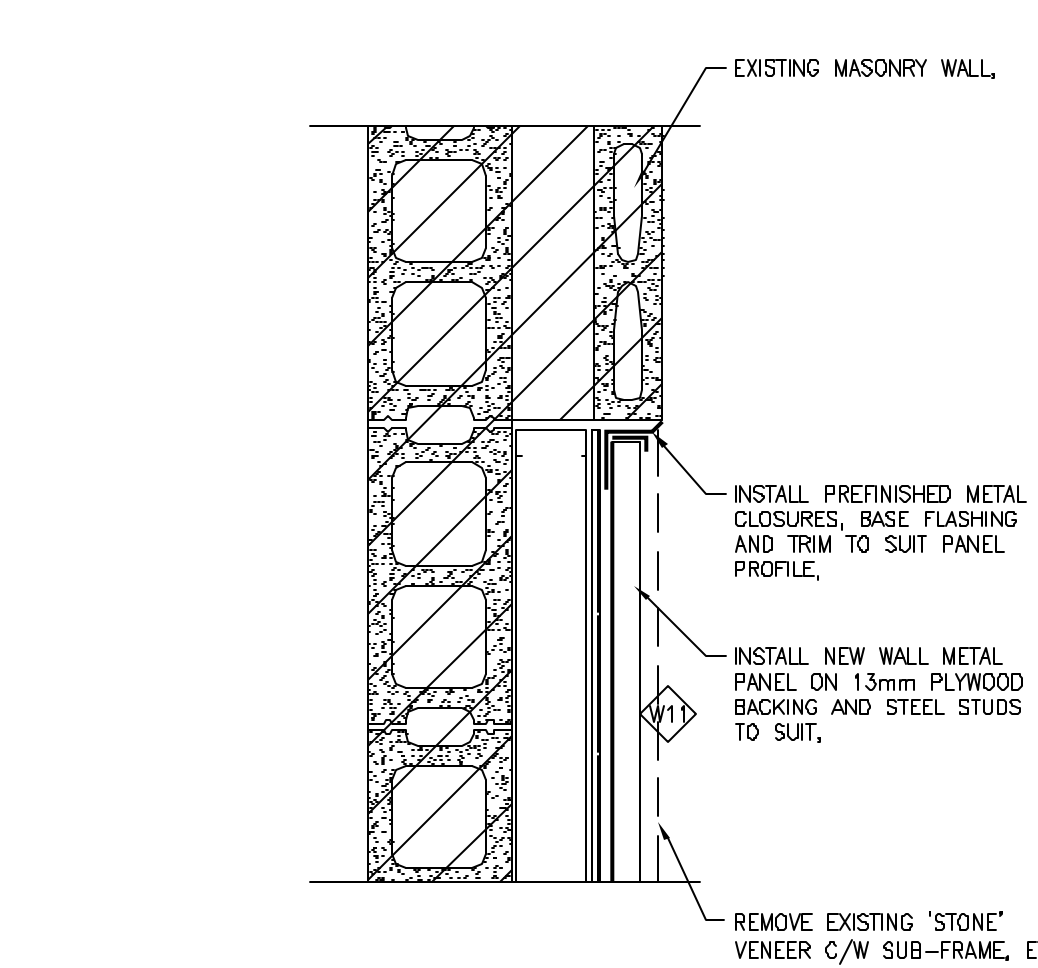 EXISTING MASONRY WALL.
INSTALL PREFINISHED METAL
CLOSURES, BASE FLASHING
AND TRIM TO SUIT PANEL
PROFILE.
INSTALL NEW WALL METAL
PANEL ON 13mm PLYWOOD
BACKING AND STEEL STUDS
TO SUIT.
W11
REMOVE EXISTING 'STONE'
VENEER C/W SUB-FRAME, E